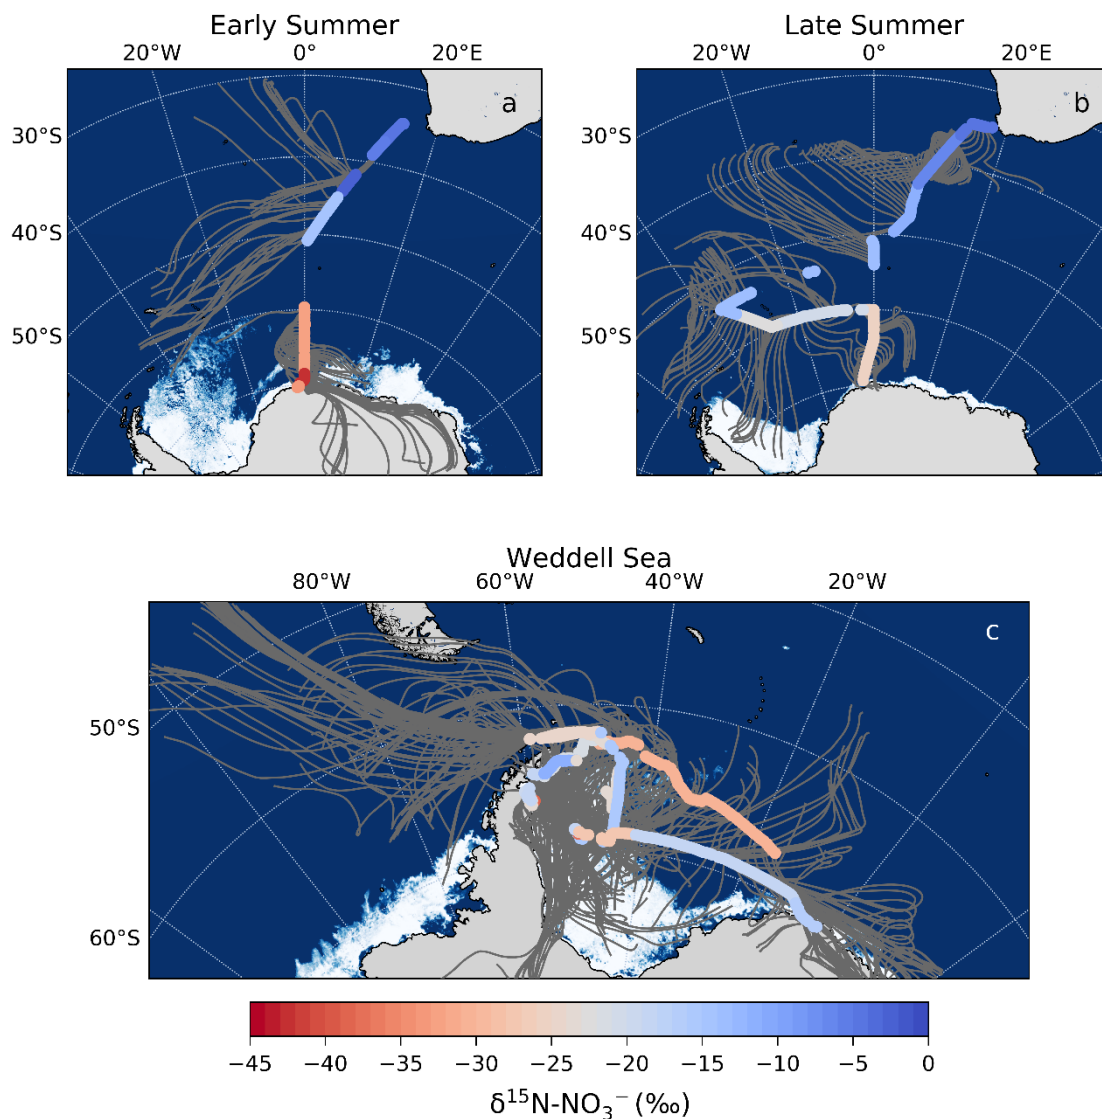 Early Summer
Late Summer
20°W 0° 20°E
20°W 0° 20°E
a
b
30°S
40°S
50°S
30°S
40°S
50°S
Weddell Sea
80°W 60°W 40°W 20°W
c
50°S
60°S
−45 −40 −35 −30 −25 −20 −15 −10 −5 0
δ¹⁵N-NO₃⁻ (‰)